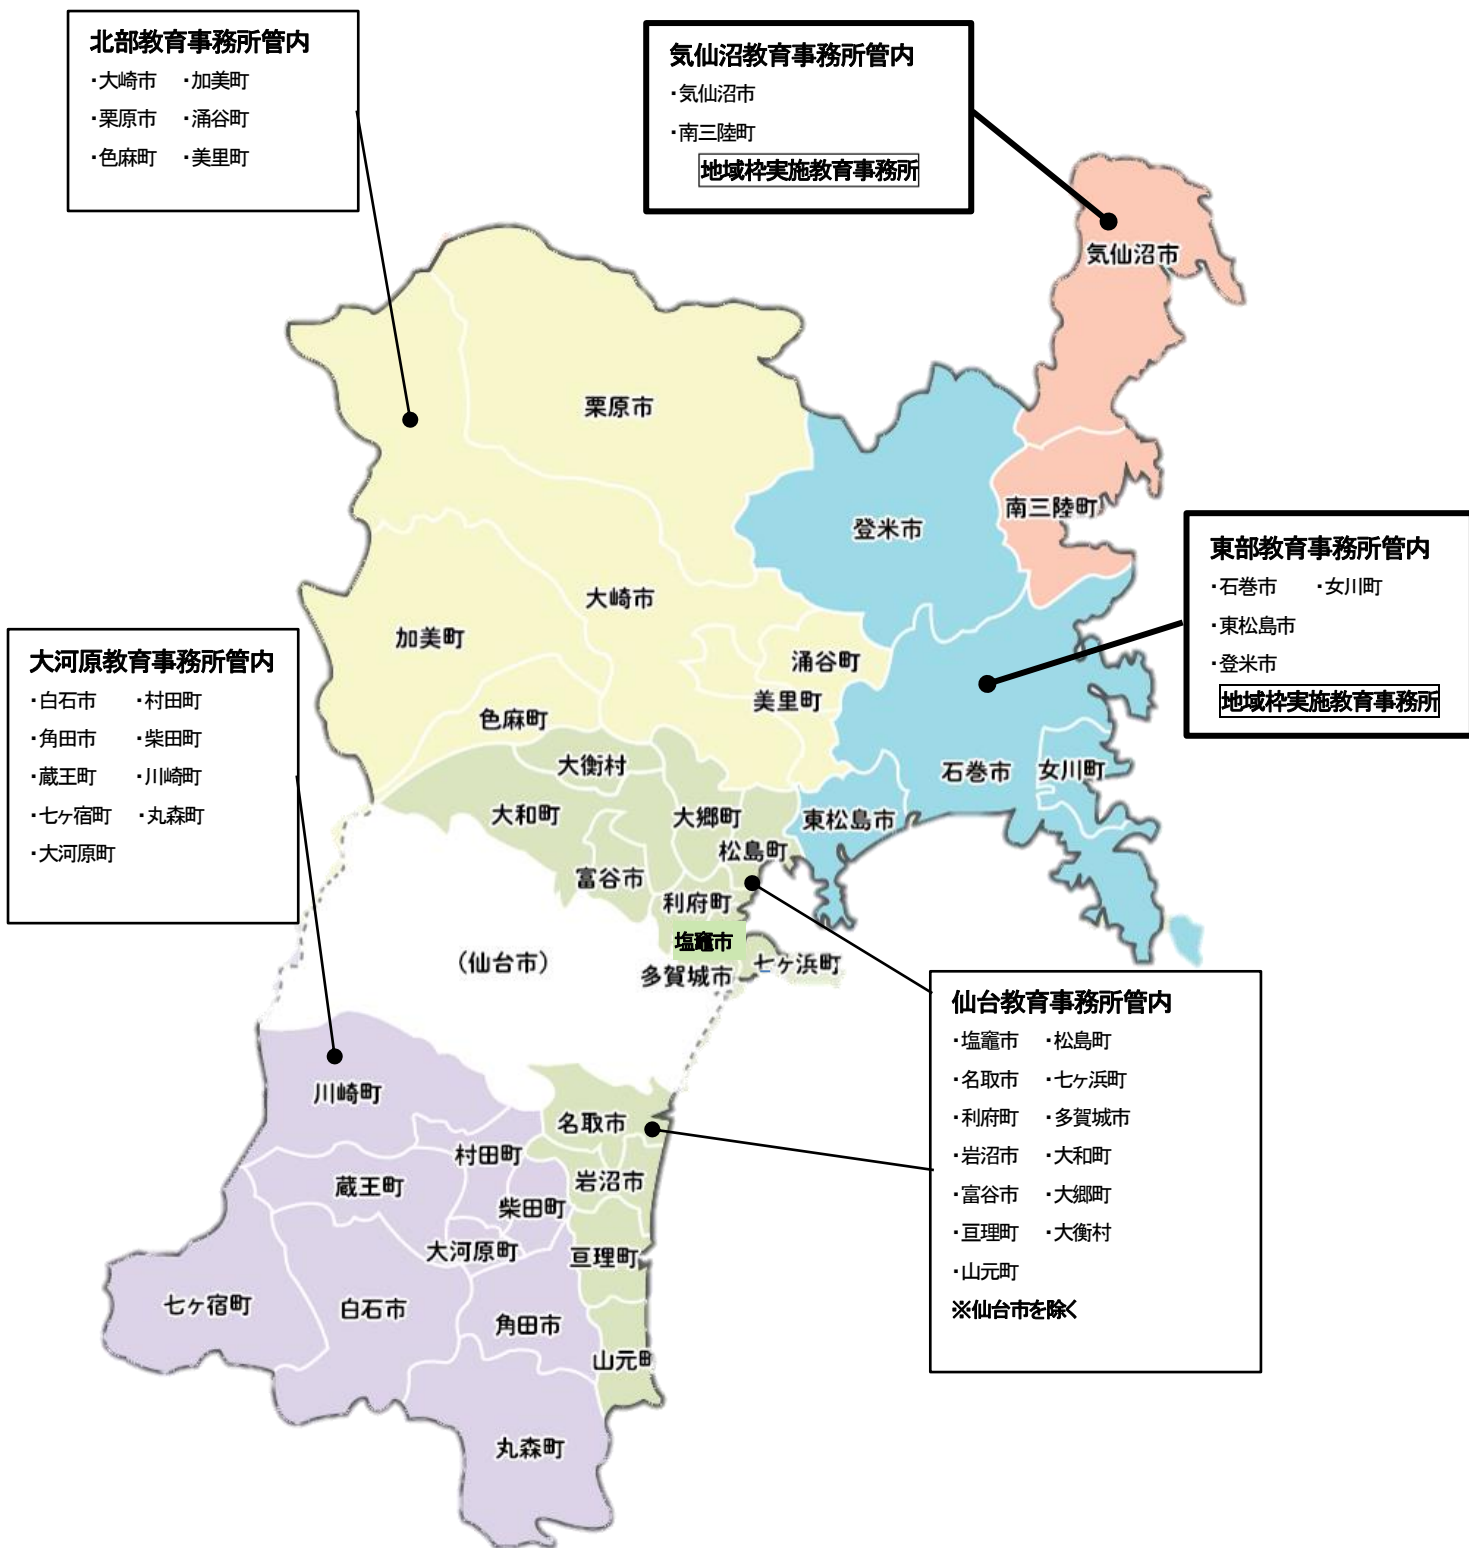 北部教育事務所管内
・大崎市 ・加美町
・栗原市 ・涌谷町
・色麻町 ・美里町
気仙沼教育事務所管内
・気仙沼市
・南三陸町
地域枠実施教育事務所
気仙沼市
栗原市
南三陸町
登米市
東部教育事務所管内
・石巻市 ・女川町
・東松島市
・登米市
地域枠実施教育事務所
大崎市
加美町
涌谷町
美里町
色麻町
大河原教育事務所管内
・白石市 ・村田町
・角田市 ・柴田町
・蔵王町 ・川崎町
・七ヶ宿町 ・丸森町
・大河原町
大衡村
石巻市
女川町
大和町
大郷町
東松島市
松島町
富谷市
利府町
塩竈市
(仙台市)
多賀城市
七ヶ浜町
仙台教育事務所管内
・塩竈市 ・松島町
・名取市 ・七ヶ浜町
・利府町 ・多賀城市
・岩沼市 ・大和町
・富谷市 ・大郷町
・亘理町 ・大衡村
・山元町
※仙台市を除く
川崎町
名取市
村田町
岩沼市
蔵王町
柴田町
大河原町
亘理町
七ヶ宿町
白石市
角田市
山元町
丸森町